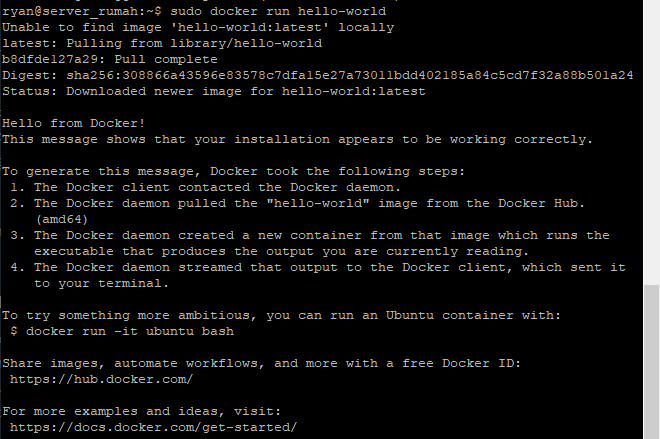 ryan@server_rumah:~$ sudo docker run hello-world
Unable to find image 'hello-world:latest' locally
latest: Pulling from library/hello-world
b8dfde127a29: Pull complete
Digest: sha256:308866a43596e83578c7dfa15e27a73011bdd402185a84c5cd7f32a88b501a24
Status: Downloaded newer image for hello-world:latest

Hello from Docker!
This message shows that your installation appears to be working correctly.

To generate this message, Docker took the following steps:
 1. The Docker client contacted the Docker daemon.
 2. The Docker daemon pulled the "hello-world" image from the Docker Hub.
    (amd64)
 3. The Docker daemon created a new container from that image which runs the
    executable that produces the output you are currently reading.
 4. The Docker daemon streamed that output to the Docker client, which sent it
    to your terminal.

To try something more ambitious, you can run an Ubuntu container with:
 $ docker run -it ubuntu bash

Share images, automate workflows, and more with a free Docker ID:
 https://hub.docker.com/

For more examples and ideas, visit:
 https://docs.docker.com/get-started/